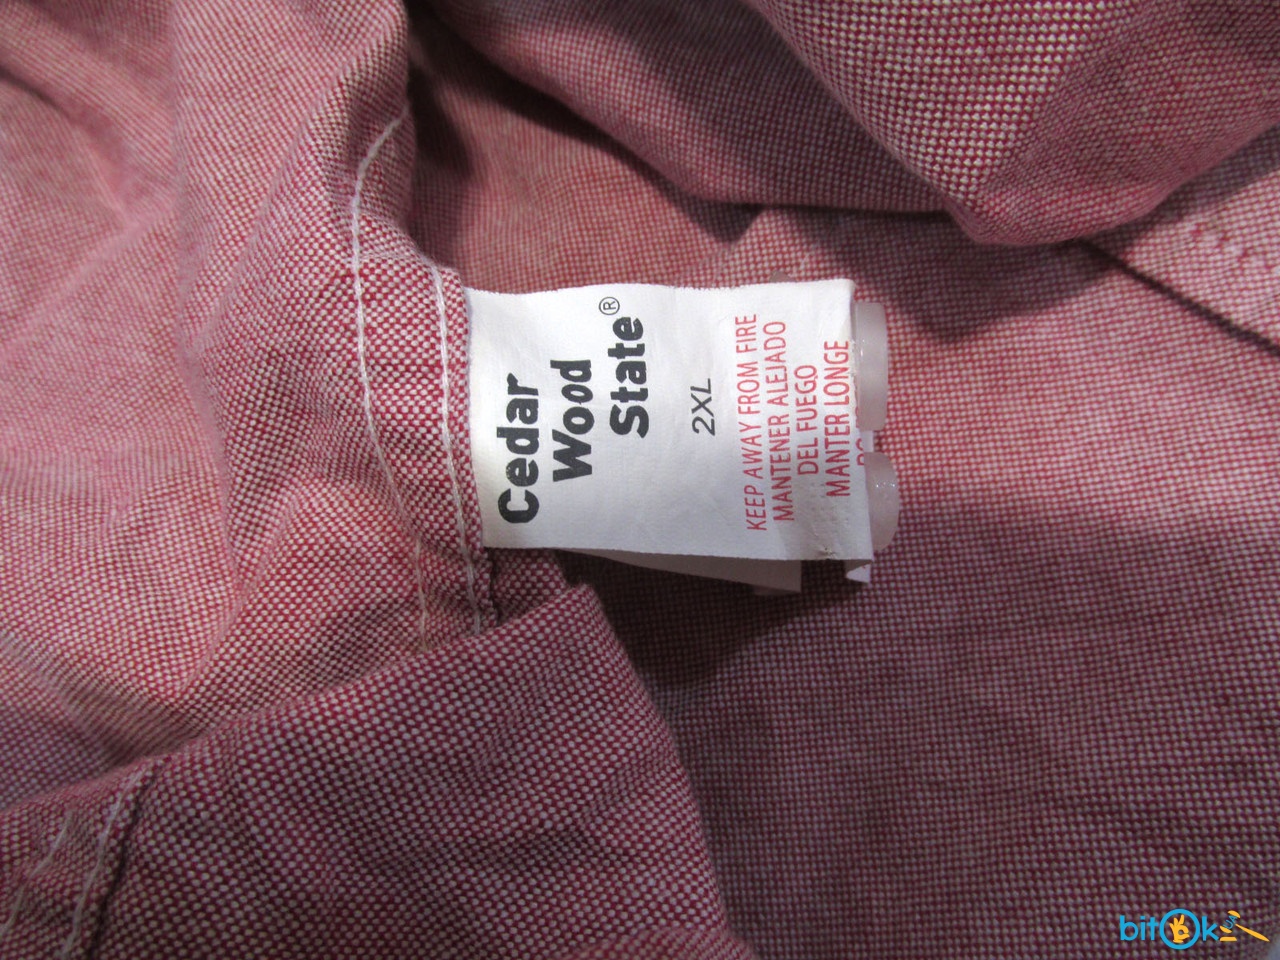 Cedar
Wood
State®
2XL
KEEP AWAY FROM FIRE
MANTENER ALEJADO
DEL FUEGO
MANTER LONGE
bitOk